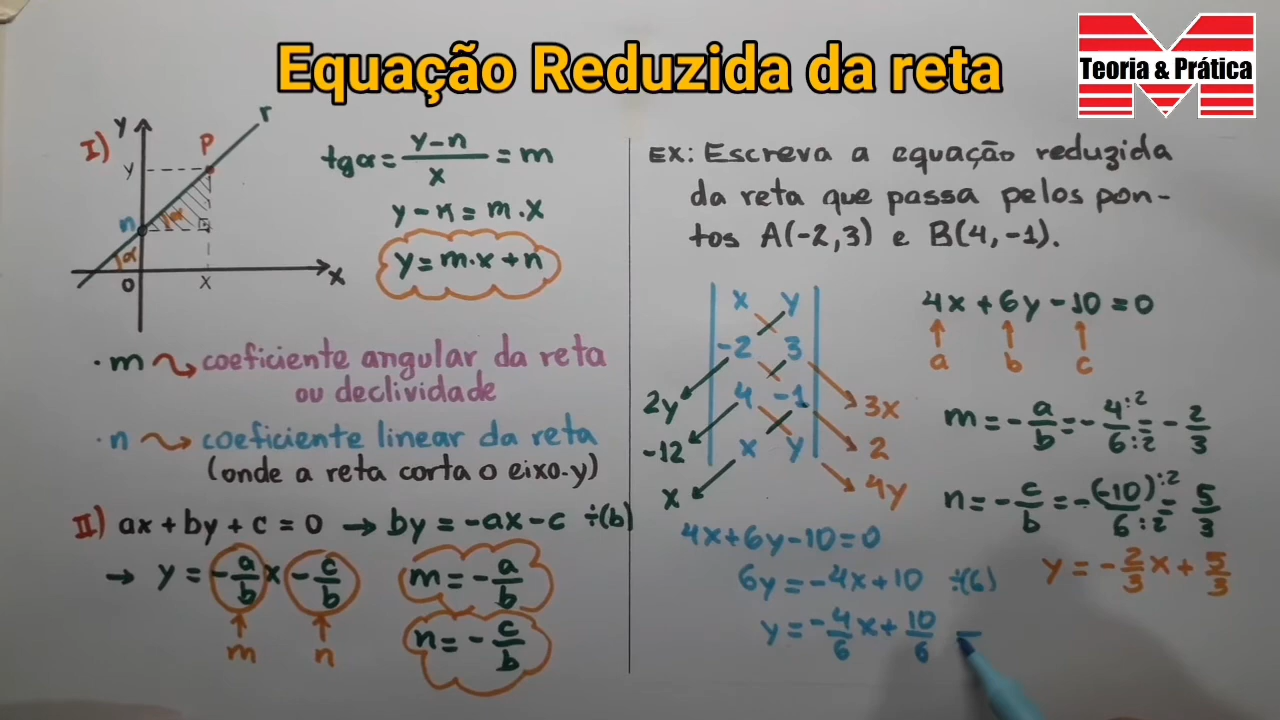 Equação Reduzida da reta
M
Teoria & Prática
I)
y
r
P
y
n
α
α
O
x
x
tgα = (y-n)/x = m
y-n = m.x
y = m.x+n
• m → coeficiente angular da reta
ou declividade
• n → coeficiente linear da reta
(onde a reta corta o eixo-y)
II) ax+by+c=0 → by=-ax-c ÷(b)
→ y = -a/b x - c/b
m n
m = -a/b
n = -c/b
EX: Escreva a equação reduzida
da reta que passa pelos pon-
tos A(-2,3) e B(4,-1).
x y
-2 3
4 -1
x y
2y
-12
x
3x
2
4y
4x+6y-10=0
6y=-4x+10 ÷(6)
y = -4/6 x + 10/6
4x+6y-10=0
a b c
m = -a/b = -4:2/6:2 = -2/3
n = -c/b = -(-10):2/6:2 = 5/3
y = -2/3 x + 5/3